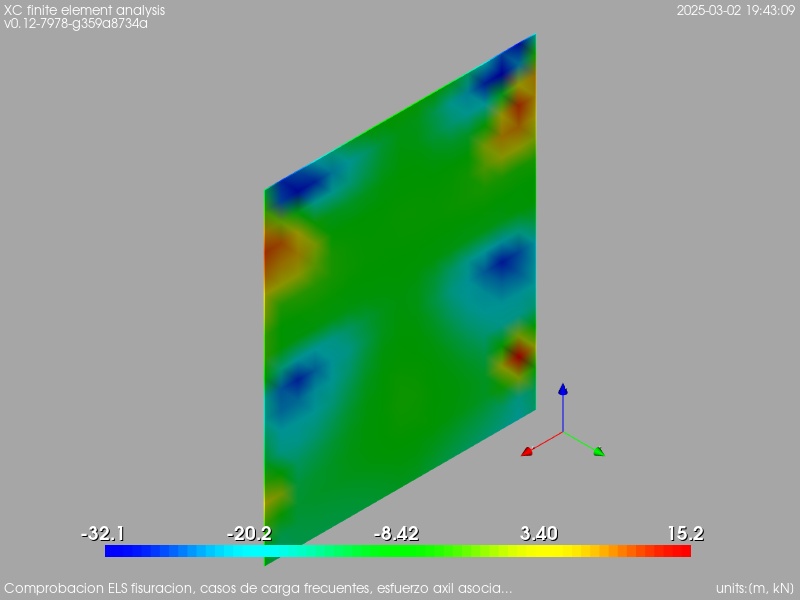 XC finite element analysis
v0.12-7978-g359a8734a
2025-03-02 19:43:09
-32.1 -20.2 -8.42 3.40 15.2
Comprobacion ELS fisuracion, casos de carga frecuentes, esfuerzo axil asocia...
units:(m, kN)